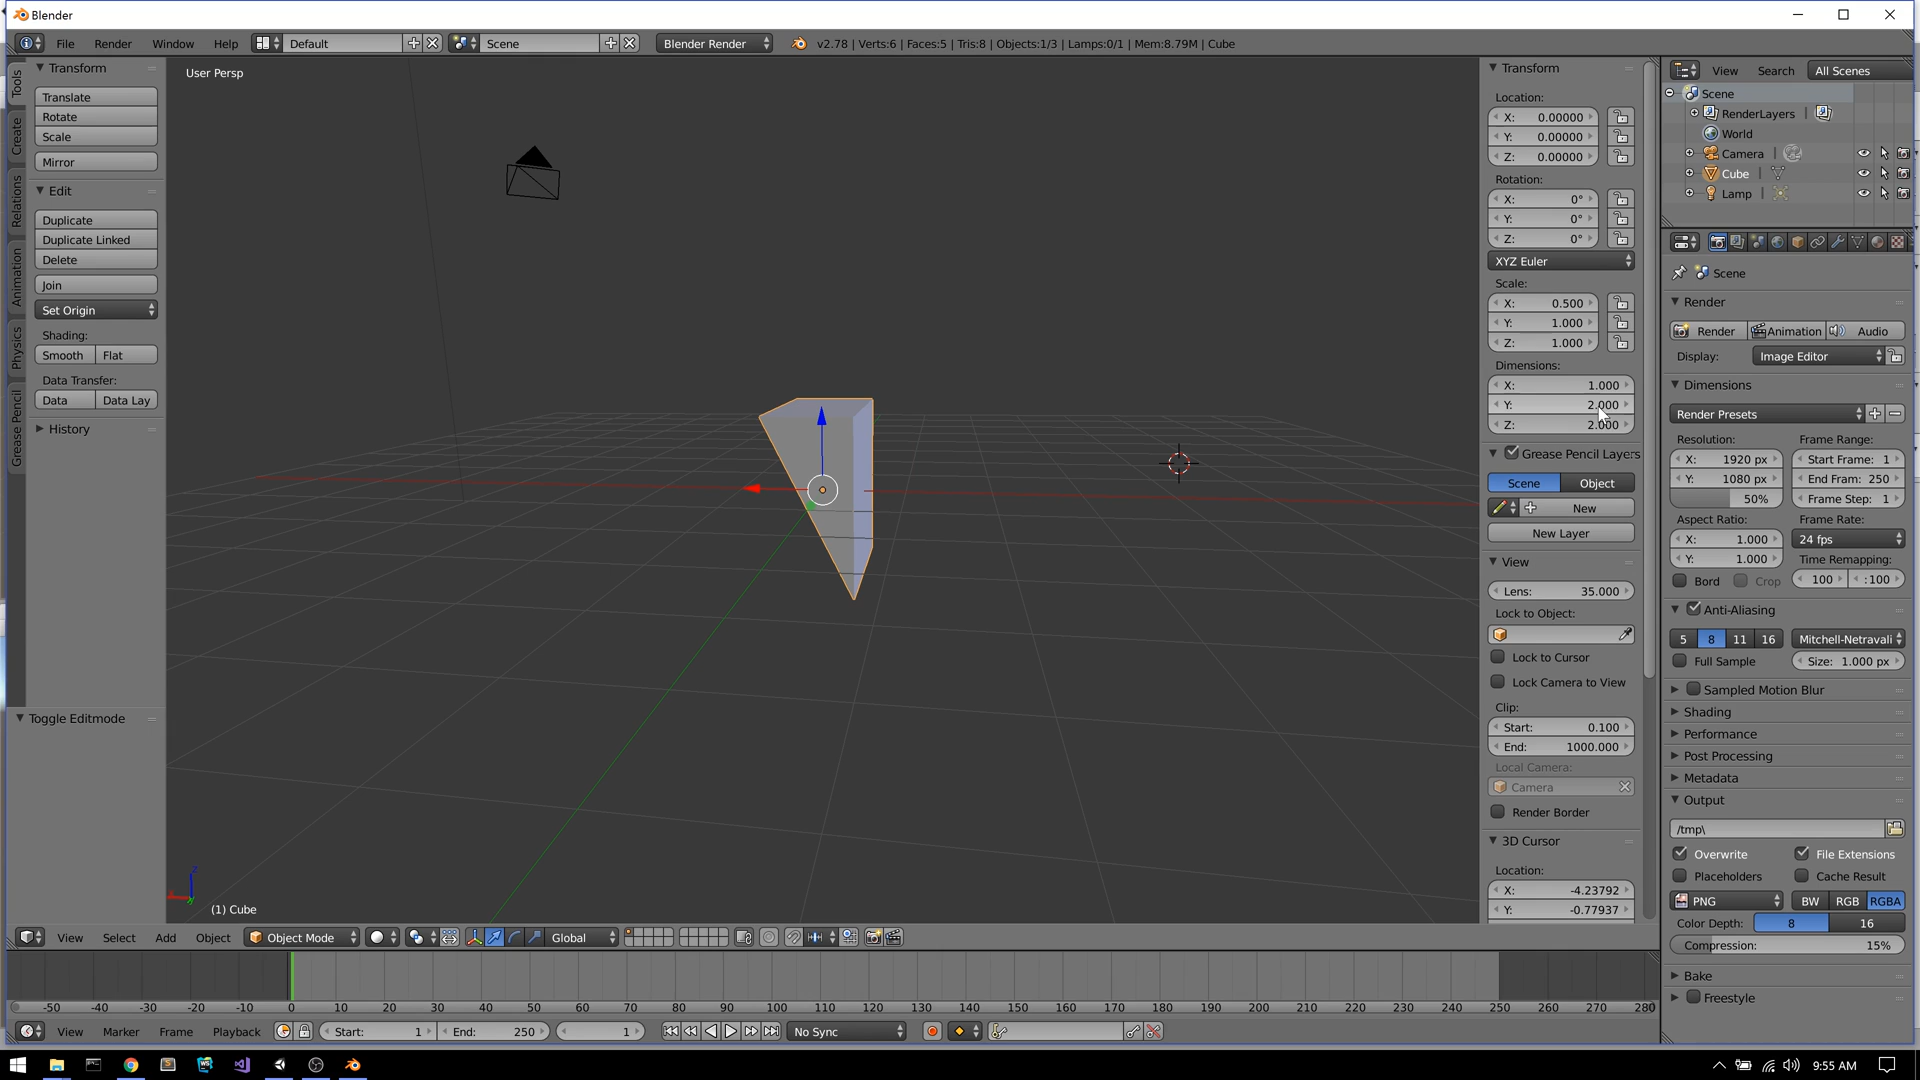 Blender
File Render Window Help Default Scene Blender Render v2.78 | Verts:6 | Faces:5 | Tris:8 | Objects:1/3 | Lamps:0/1 | Mem:8.79M | Cube
Tools
Create
Relations
Animation
Physics
Grease Pencil
Transform
Translate
Rotate
Scale
Mirror
Edit
Duplicate
Duplicate Linked
Delete
Join
Set Origin
Shading:
Smooth Flat
Data Transfer:
Data Data Lay
History
Toggle Editmode
User Persp
(1) Cube
Transform
Location:
X: 0.00000
Y: 0.00000
Z: 0.00000
Rotation:
X: 0°
Y: 0°
Z: 0°
XYZ Euler
Scale:
X: 0.500
Y: 1.000
Z: 1.000
Dimensions:
X: 1.000
Y: 2.000
Z: 2.000
Grease Pencil Layers
Scene Object
New
New Layer
View
Lens: 35.000
Lock to Object:
Lock to Cursor
Lock Camera to View
Clip:
Start: 0.100
End: 1000.000
Local Camera:
Camera
Render Border
3D Cursor
Location:
X: -4.23792
Y: -0.77937
View Search All Scenes
Scene
RenderLayers |
World
Camera |
Cube |
Lamp |
Scene
Render
Render Animation Audio
Display: Image Editor
Dimensions
Render Presets
Resolution: Frame Range:
X: 1920 px Start Frame: 1
Y: 1080 px End Fram: 250
50% Frame Step: 1
Aspect Ratio: Frame Rate:
X: 1.000 24 fps
Y: 1.000 Time Remapping:
Bord Crop 100 :100
Anti-Aliasing
5 8 11 16 Mitchell-Netravali
Full Sample Size: 1.000 px
Sampled Motion Blur
Shading
Performance
Post Processing
Metadata
Output
/tmp\
Overwrite File Extensions
Placeholders Cache Result
PNG BW RGB RGBA
Color Depth: 8 16
Compression: 15%
Bake
Freestyle
View Select Add Object Object Mode Global
-50 -40 -30 -20 -10 0 10 20 30 40 50 60 70 80 90 100 110 120 130 140 150 160 170 180 190 200 210 220 230 240 250 260 270 280
View Marker Frame Playback Start: 1 End: 250 1 No Sync
9:55 AM